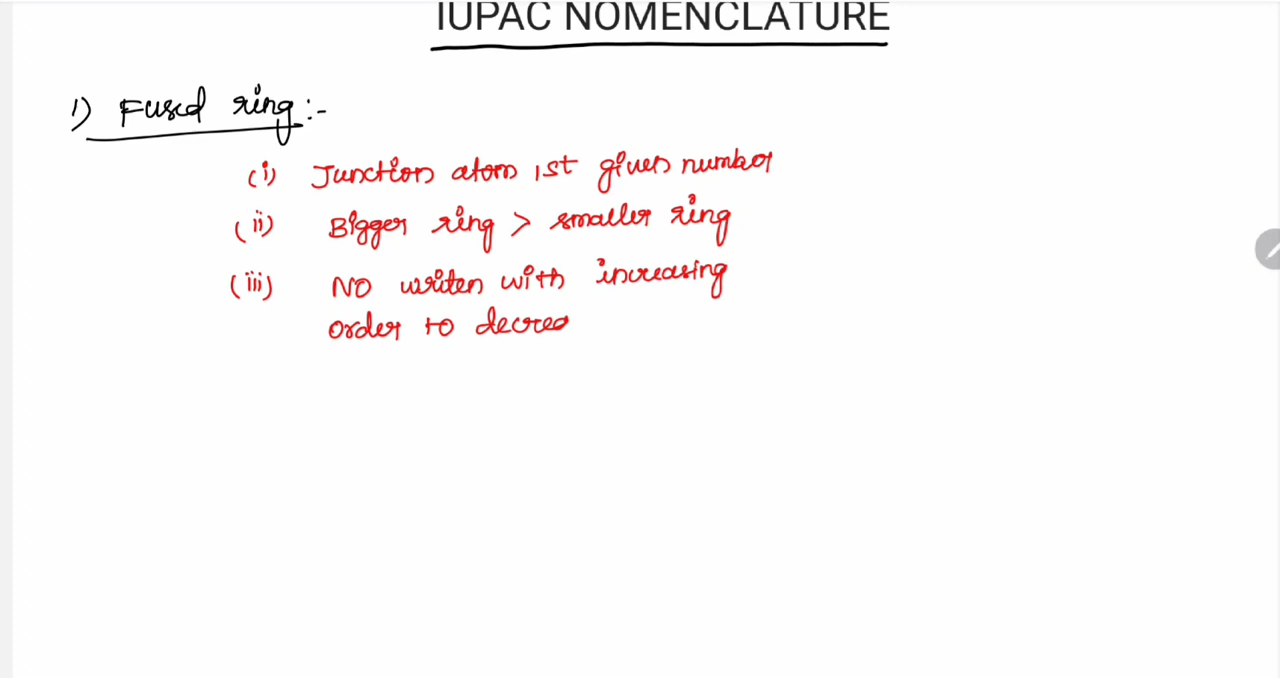 IUPAC NOMENCLATURE
1) Fused ring :-
(i) Junction atom 1st given number
(ii) Bigger ring > smaller ring
(iii) NO writen with increasing
order to decrea